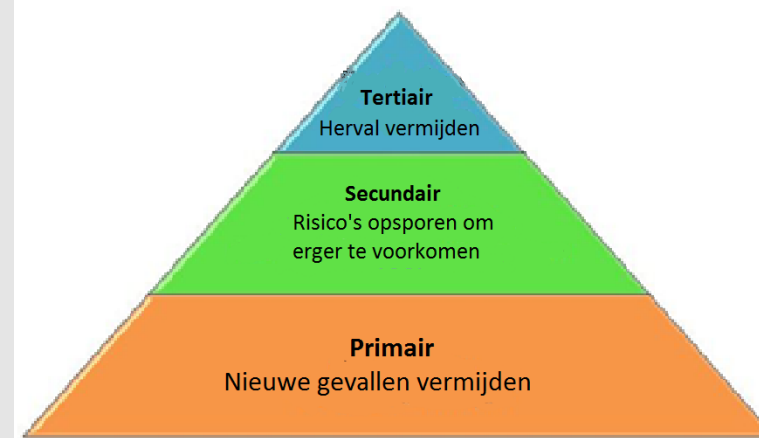 Tertiair
Herval vermijden
Secundair
Risico's opsporen om
erger te voorkomen
Primair
Nieuwe gevallen vermijden